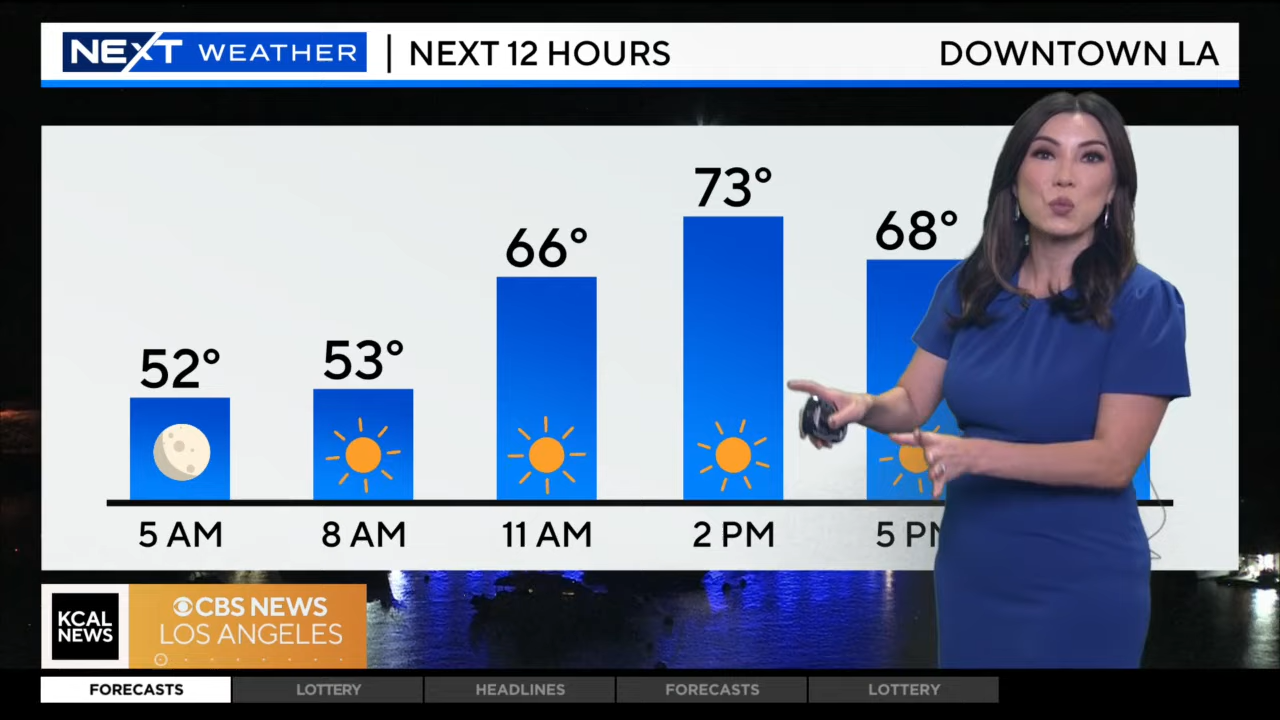 NEXT WEATHER | NEXT 12 HOURS DOWNTOWN LA
73°
68°
66°
53°
52°
5 AM 8 AM 11 AM 2 PM 5 P
KCAL NEWS
CBS NEWS
LOS ANGELES
FORECASTS LOTTERY HEADLINES FORECASTS LOTTERY